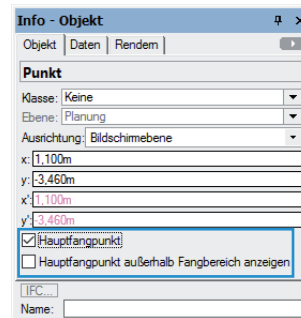 Info - Objekt
Objekt Daten Rendern
Punkt
Klasse: Keine
Ebene: Planung
Ausrichtung: Bildschirmebene
x: 1,100m
y: -3,460m
x': 1,100m
y': -3,460m
Hauptfangpunkt
Hauptfangpunkt außerhalb Fangbereich anzeigen
IFC...
Name: